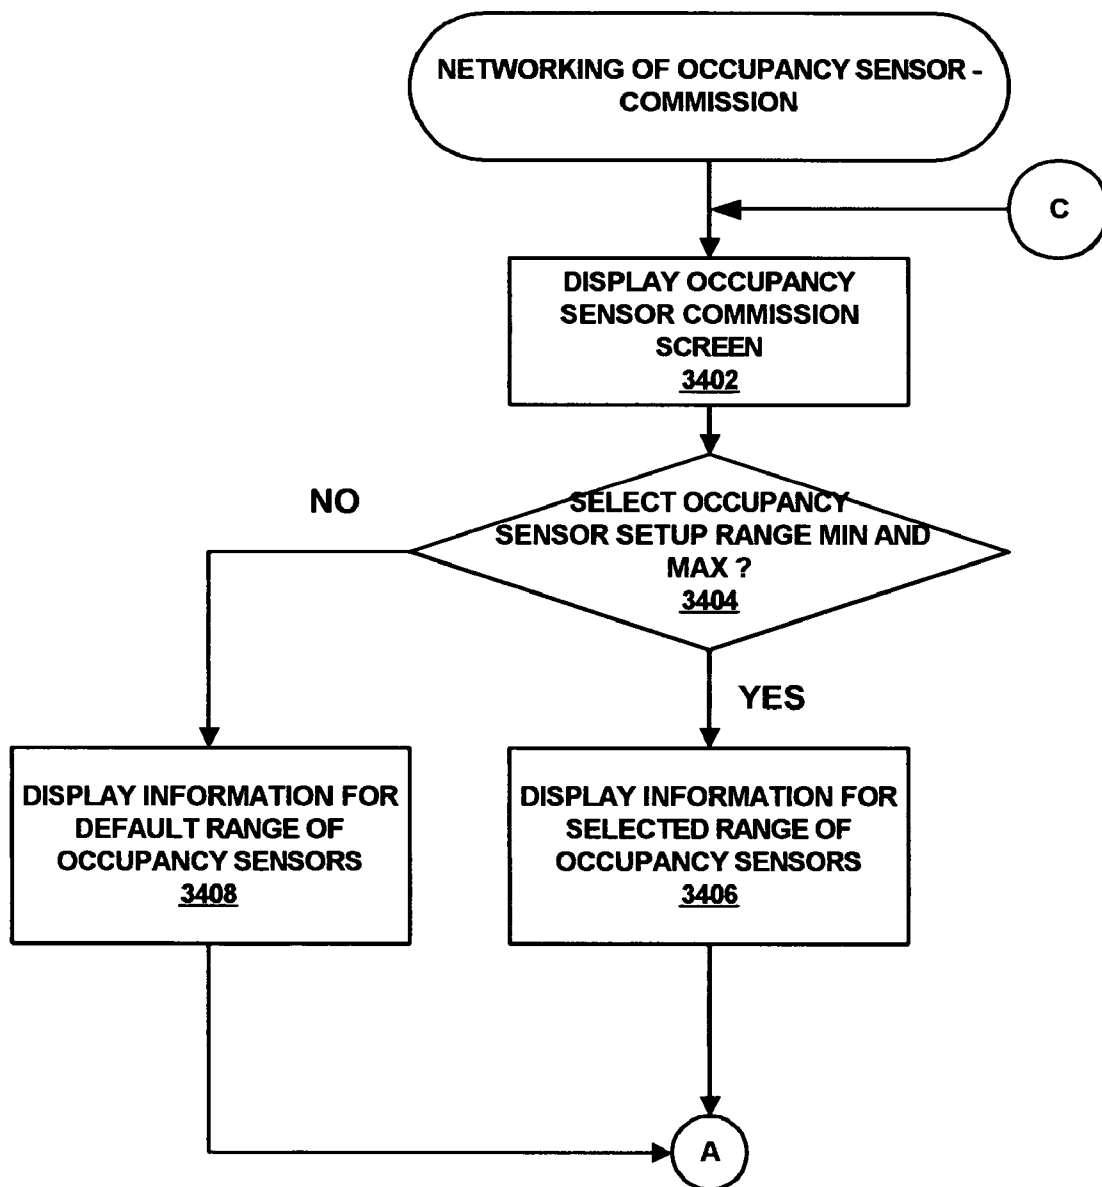 NETWORKING OF OCCUPANCY SENSOR -
COMMISSION
C
DISPLAY OCCUPANCY
SENSOR COMMISSION
SCREEN
3402
NO
SELECT OCCUPANCY
SENSOR SETUP RANGE MIN AND
MAX ?
3404
YES
DISPLAY INFORMATION FOR
DEFAULT RANGE OF
OCCUPANCY SENSORS
3408
DISPLAY INFORMATION FOR
SELECTED RANGE OF
OCCUPANCY SENSORS
3406
A